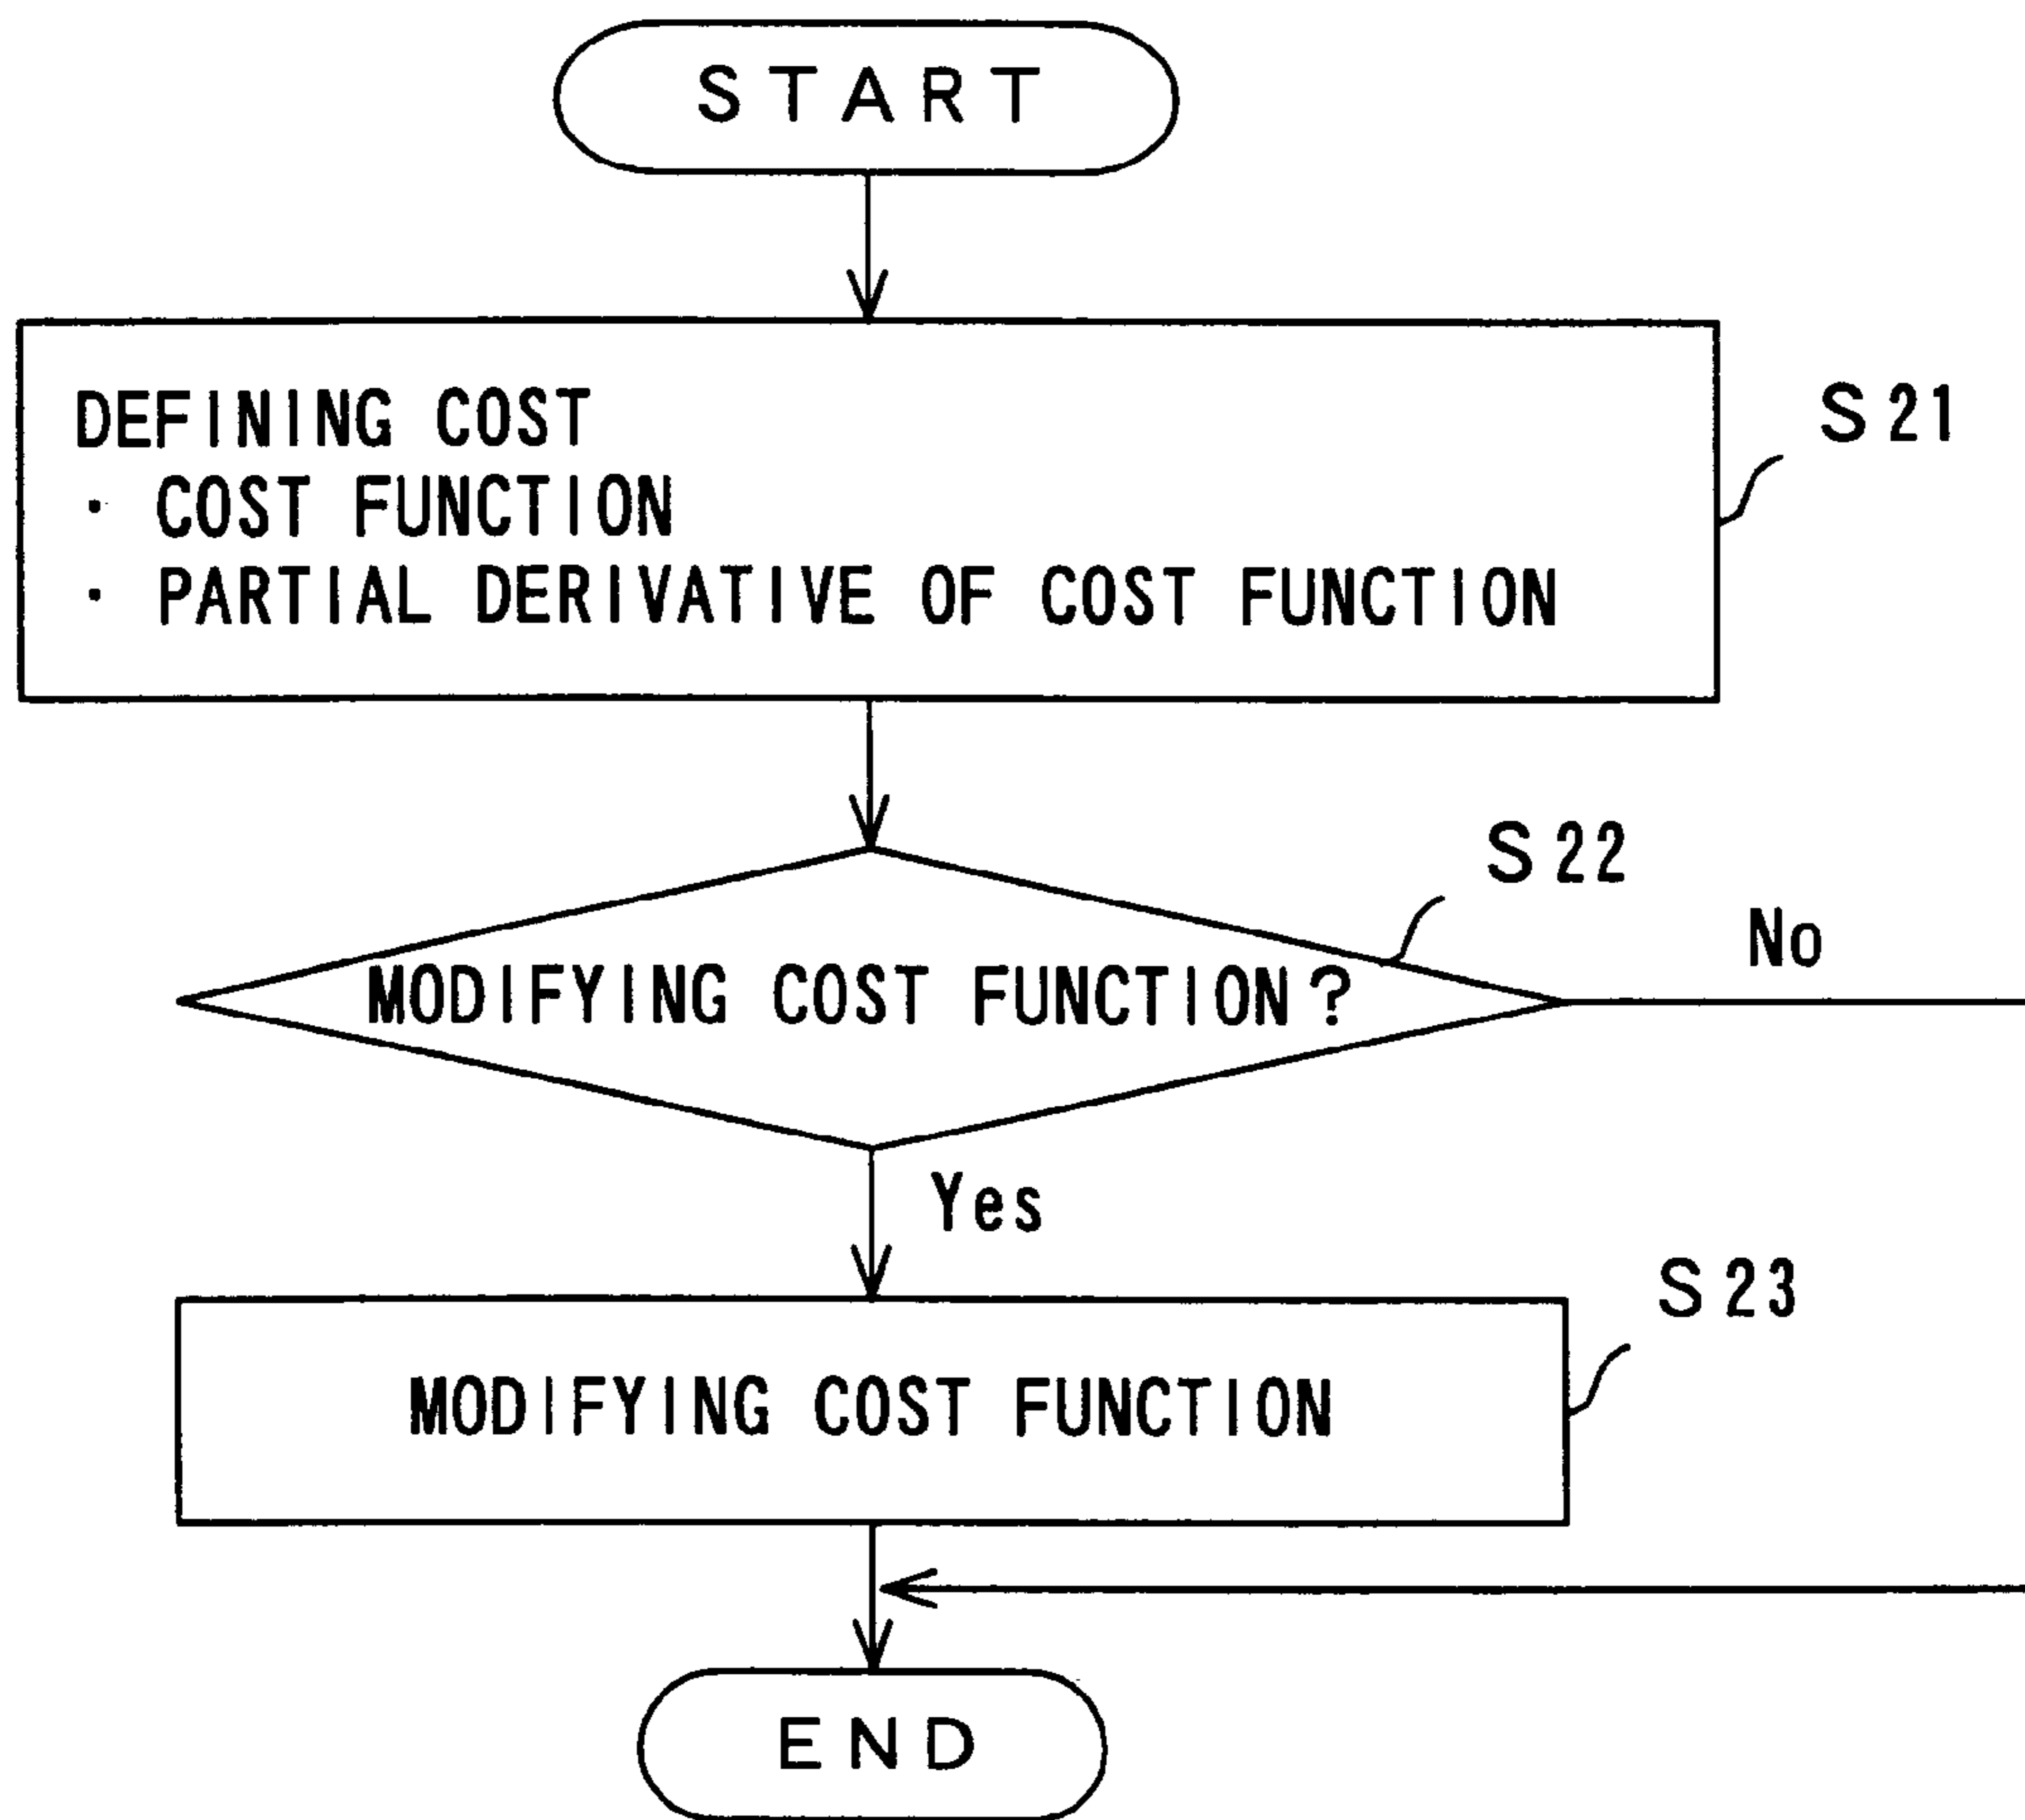 START
DEFINING COST
· COST FUNCTION
· PARTIAL DERIVATIVE OF COST FUNCTION
S21
S22
MODIFYING COST FUNCTION?
No
Yes
S23
MODIFYING COST FUNCTION
END